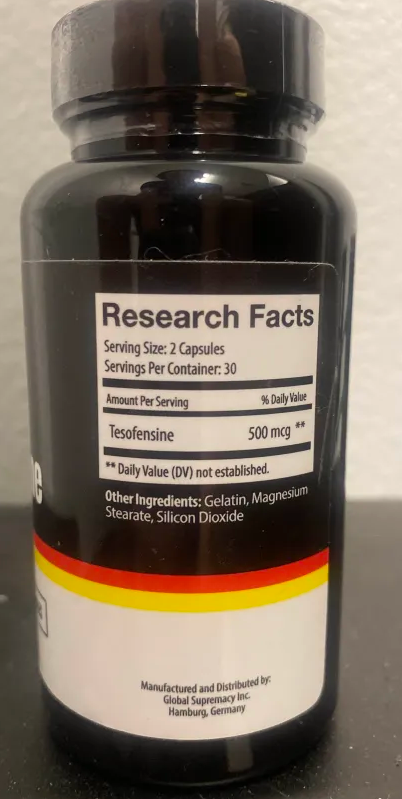 Research Facts
Serving Size: 2 Capsules
Servings Per Container: 30
Amount Per Serving % Daily Value
Tesofensine 500 mcg **
** Daily Value (DV) not established.
Other Ingredients: Gelatin, Magnesium
Stearate, Silicon Dioxide
Manufactured and Distributed by:
Global Supremacy Inc.
Hamburg, Germany